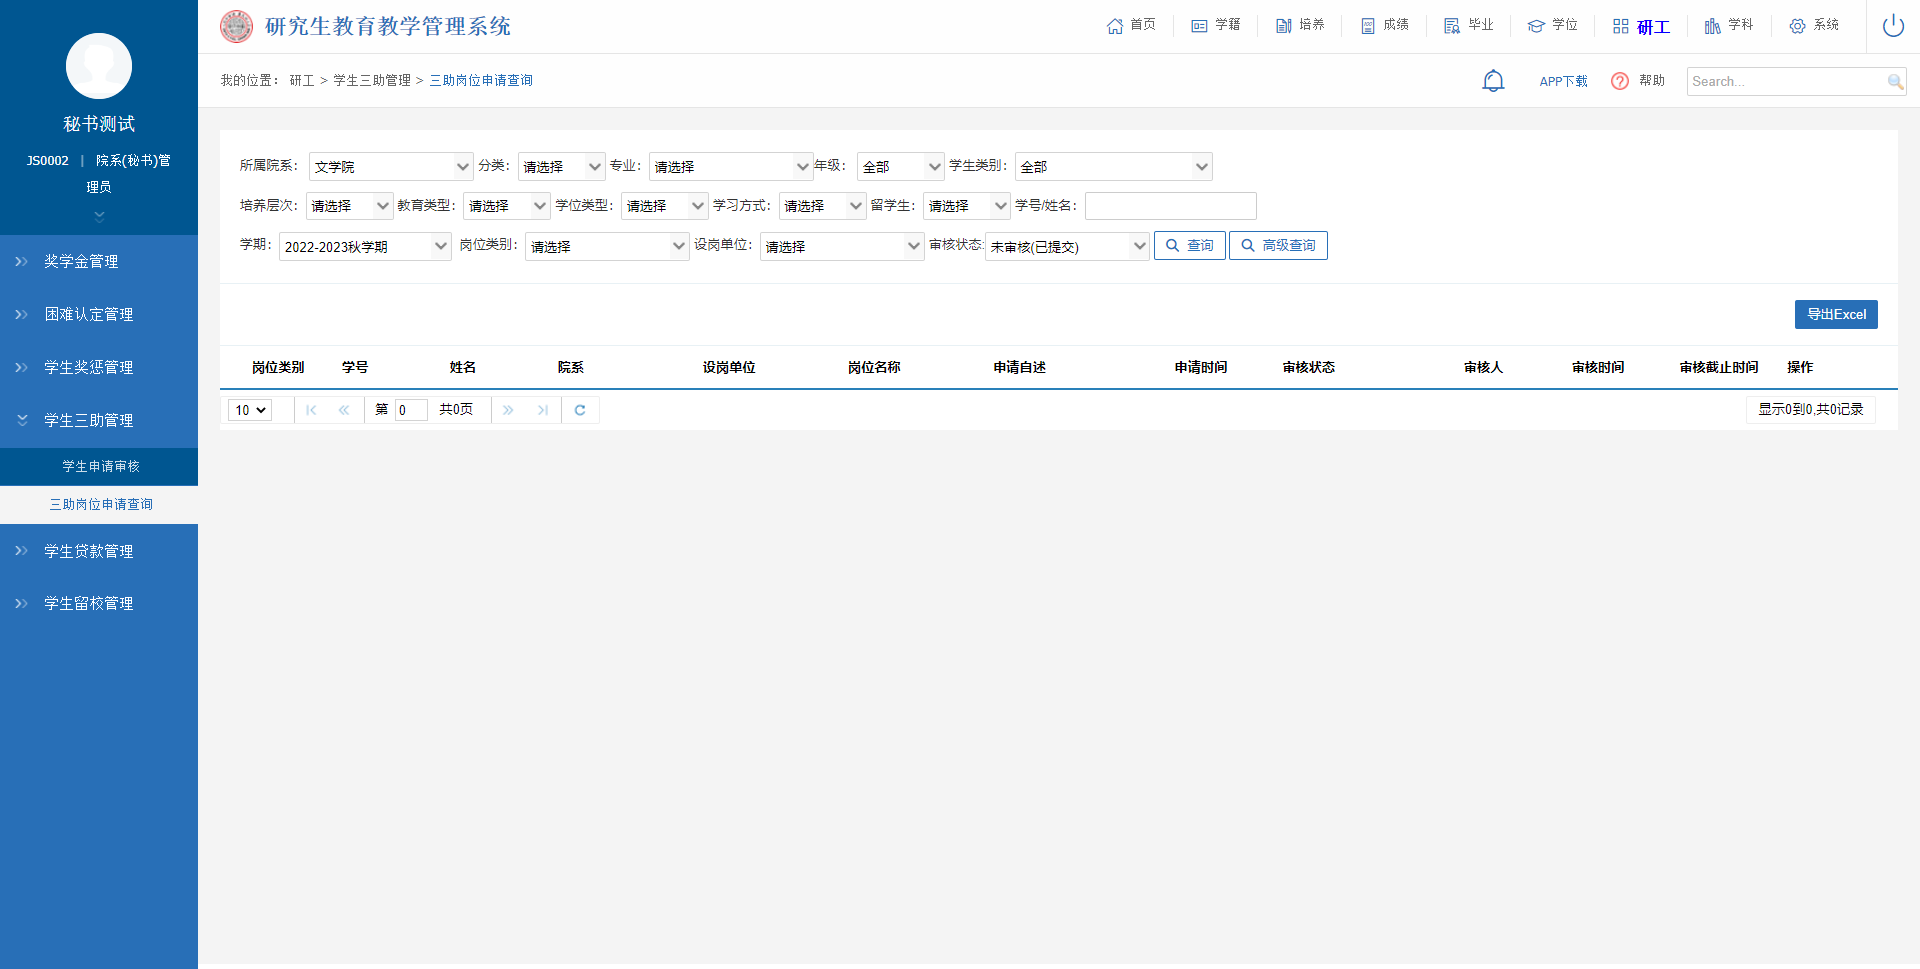 研究生教育教学管理系统
首页 学籍 培养 成绩 毕业 学位 研工 学科 系统
秘书测试
JS0002 | 院系(秘书)管
理员
我的位置: 研工 > 学生三助管理 > 三助岗位申请查询
APP下载 帮助 Search...
奖学金管理
困难认定管理
学生奖惩管理
学生三助管理
学生申请审核
三助岗位申请查询
学生贷款管理
学生留校管理
所属院系: 文学院 分类: 请选择 专业: 请选择 年级: 全部 学生类别: 全部
培养层次: 请选择 教育类型: 请选择 学位类型: 请选择 学习方式: 请选择 留学生: 请选择 学号/姓名:
学期: 2022-2023秋学期 岗位类别: 请选择 设岗单位: 请选择 审核状态: 未审核(已提交) 查询 高级查询
导出Excel
岗位类别 学号 姓名 院系 设岗单位 岗位名称 申请自述 申请时间 审核状态 审核人 审核时间 审核截止时间 操作
10 第 0 共0页 显示0到0,共0记录